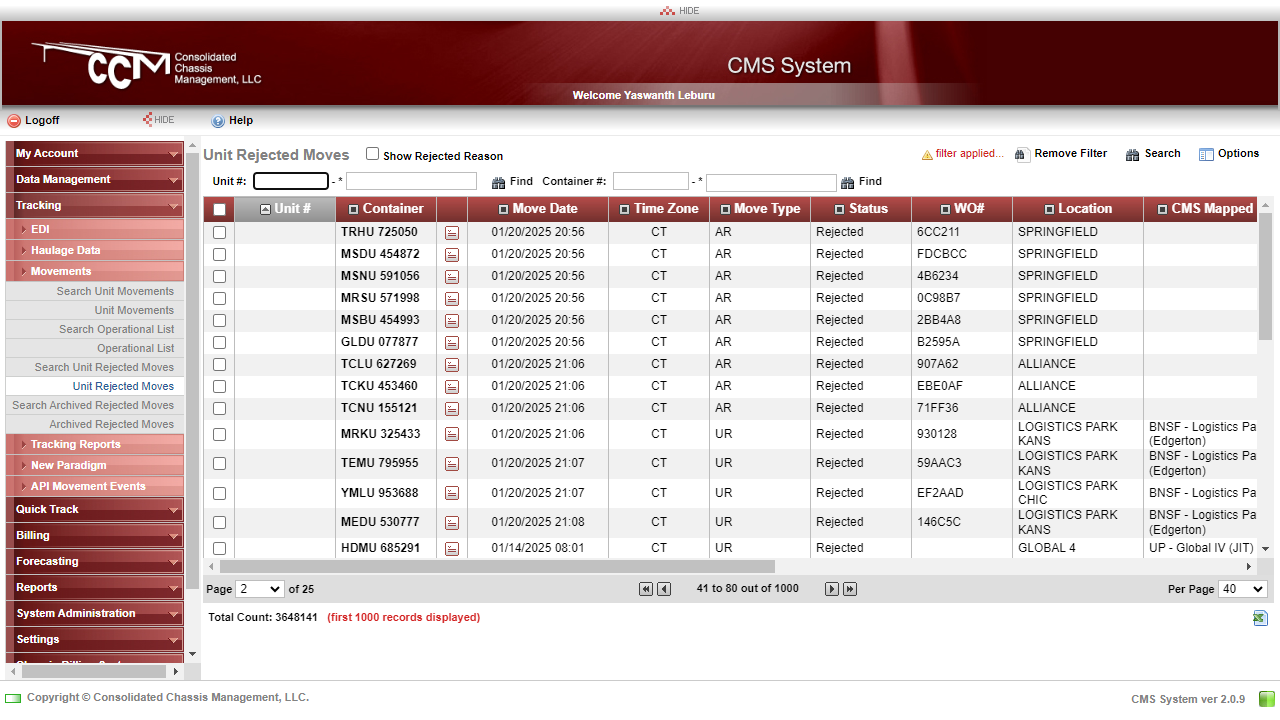 HIDE
CCM Consolidated Chassis Management, LLC
CMS System
Welcome Yaswanth Leburu
Logoff HIDE Help
My Account
Data Management
Tracking
EDI
Haulage Data
Movements
Search Unit Movements
Unit Movements
Search Operational List
Operational List
Search Unit Rejected Moves
Unit Rejected Moves
Search Archived Rejected Moves
Archived Rejected Moves
Tracking Reports
New Paradigm
API Movement Events
Quick Track
Billing
Forecasting
Reports
System Administration
Settings
Unit Rejected Moves Show Rejected Reason filter applied... Remove Filter Search Options
Unit #: - * Find Container #: - * Find
Unit # Container Move Date Time Zone Move Type Status WO# Location CMS Mapped
TRHU 725050 01/20/2025 20:56 CT AR Rejected 6CC211 SPRINGFIELD
MSDU 454872 01/20/2025 20:56 CT AR Rejected FDCBCC SPRINGFIELD
MSNU 591056 01/20/2025 20:56 CT AR Rejected 4B6234 SPRINGFIELD
MRSU 571998 01/20/2025 20:56 CT AR Rejected 0C98B7 SPRINGFIELD
MSBU 454993 01/20/2025 20:56 CT AR Rejected 2BB4A8 SPRINGFIELD
GLDU 077877 01/20/2025 20:56 CT AR Rejected B2595A SPRINGFIELD
TCLU 627269 01/20/2025 21:06 CT AR Rejected 907A62 ALLIANCE
TCKU 453460 01/20/2025 21:06 CT AR Rejected EBE0AF ALLIANCE
TCNU 155121 01/20/2025 21:06 CT AR Rejected 71FF36 ALLIANCE
MRKU 325433 01/20/2025 21:06 CT UR Rejected 930128 LOGISTICS PARK KANS BNSF - Logistics Pa (Edgerton)
TEMU 795955 01/20/2025 21:07 CT UR Rejected 59AAC3 LOGISTICS PARK KANS BNSF - Logistics Pa (Edgerton)
YMLU 953688 01/20/2025 21:07 CT UR Rejected EF2AAD LOGISTICS PARK CHIC BNSF - Logistics Pa
MEDU 530777 01/20/2025 21:08 CT UR Rejected 146C5C LOGISTICS PARK KANS BNSF - Logistics Pa (Edgerton)
HDMU 685291 01/14/2025 08:01 CT UR Rejected GLOBAL 4 UP - Global IV (JIT)
Page 2 of 25 41 to 80 out of 1000 Per Page 40
Total Count: 3648141 (first 1000 records displayed)
Copyright © Consolidated Chassis Management, LLC.
CMS System ver 2.0.9